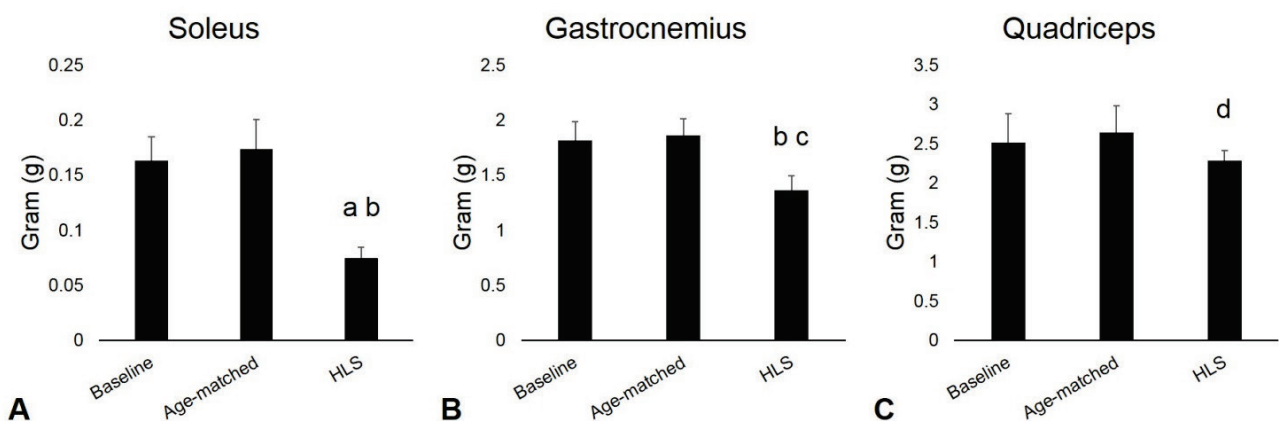 Soleus
Gram (g)
0.25
0.2
0.15
0.1
0.05
0
a b
Baseline
Age-matched
HLS
A
Gastrocnemius
Gram (g)
2.5
2
1.5
1
0.5
0
b c
Baseline
Age-matched
HLS
B
Quadriceps
Gram (g)
3.5
3
2.5
2
1.5
1
0.5
0
d
Baseline
Age-matched
HLS
C